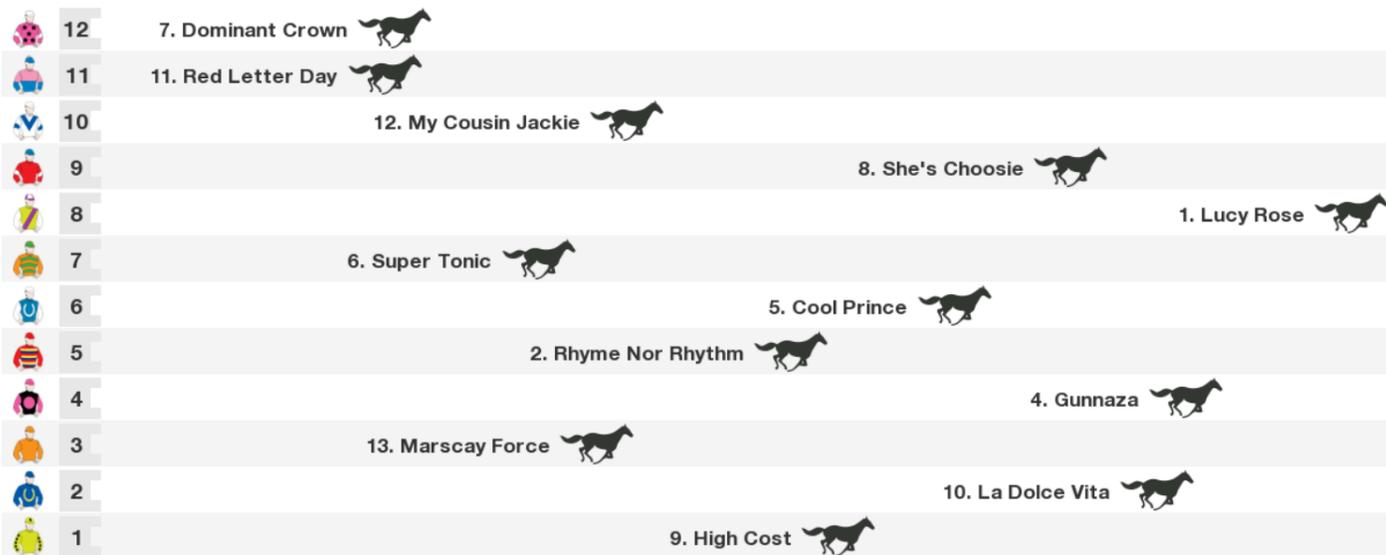 12 7. Dominant Crown
11 11. Red Letter Day
10 12. My Cousin Jackie
9 8. She's Choosie
8 1. Lucy Rose
7 6. Super Tonic
6 5. Cool Prince
5 2. Rhyme Nor Rhythm
4 4. Gunnaza
3 13. Marscay Force
2 10. La Dolce Vita
1 9. High Cost